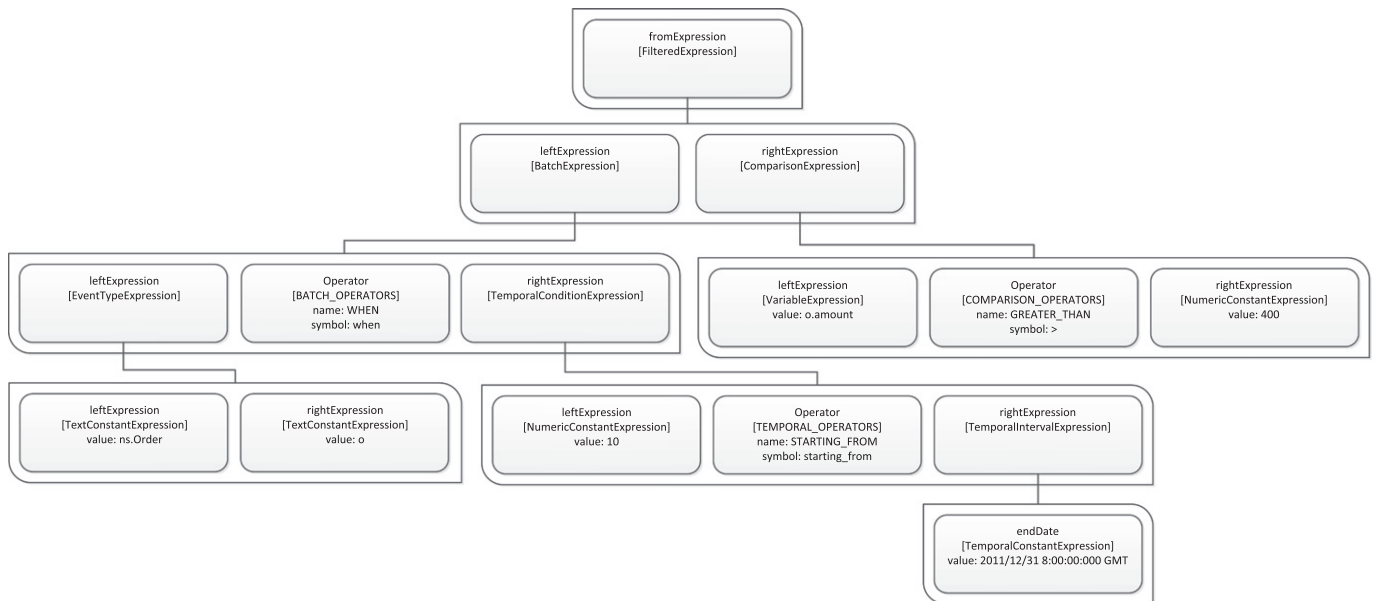 fromExpression
[FilteredExpression]
leftExpression
[BatchExpression]
rightExpression
[ComparisonExpression]
leftExpression
[EventTypeExpression]
Operator
[BATCH_OPERATORS]
name: WHEN
symbol: when
rightExpression
[TemporalConditionExpression]
leftExpression
[VariableExpression]
value: o.amount
Operator
[COMPARISON_OPERATORS]
name: GREATER_THAN
symbol: >
rightExpression
[NumericConstantExpression]
value: 400
leftExpression
[TextConstantExpression]
value: ns.Order
rightExpression
[TextConstantExpression]
value: o
leftExpression
[NumericConstantExpression]
value: 10
Operator
[TEMPORAL_OPERATORS]
name: STARTING_FROM
symbol: starting_from
rightExpression
[TemporalIntervalExpression]
endDate
[TemporalConstantExpression]
value: 2011/12/31 8:00:00:000 GMT